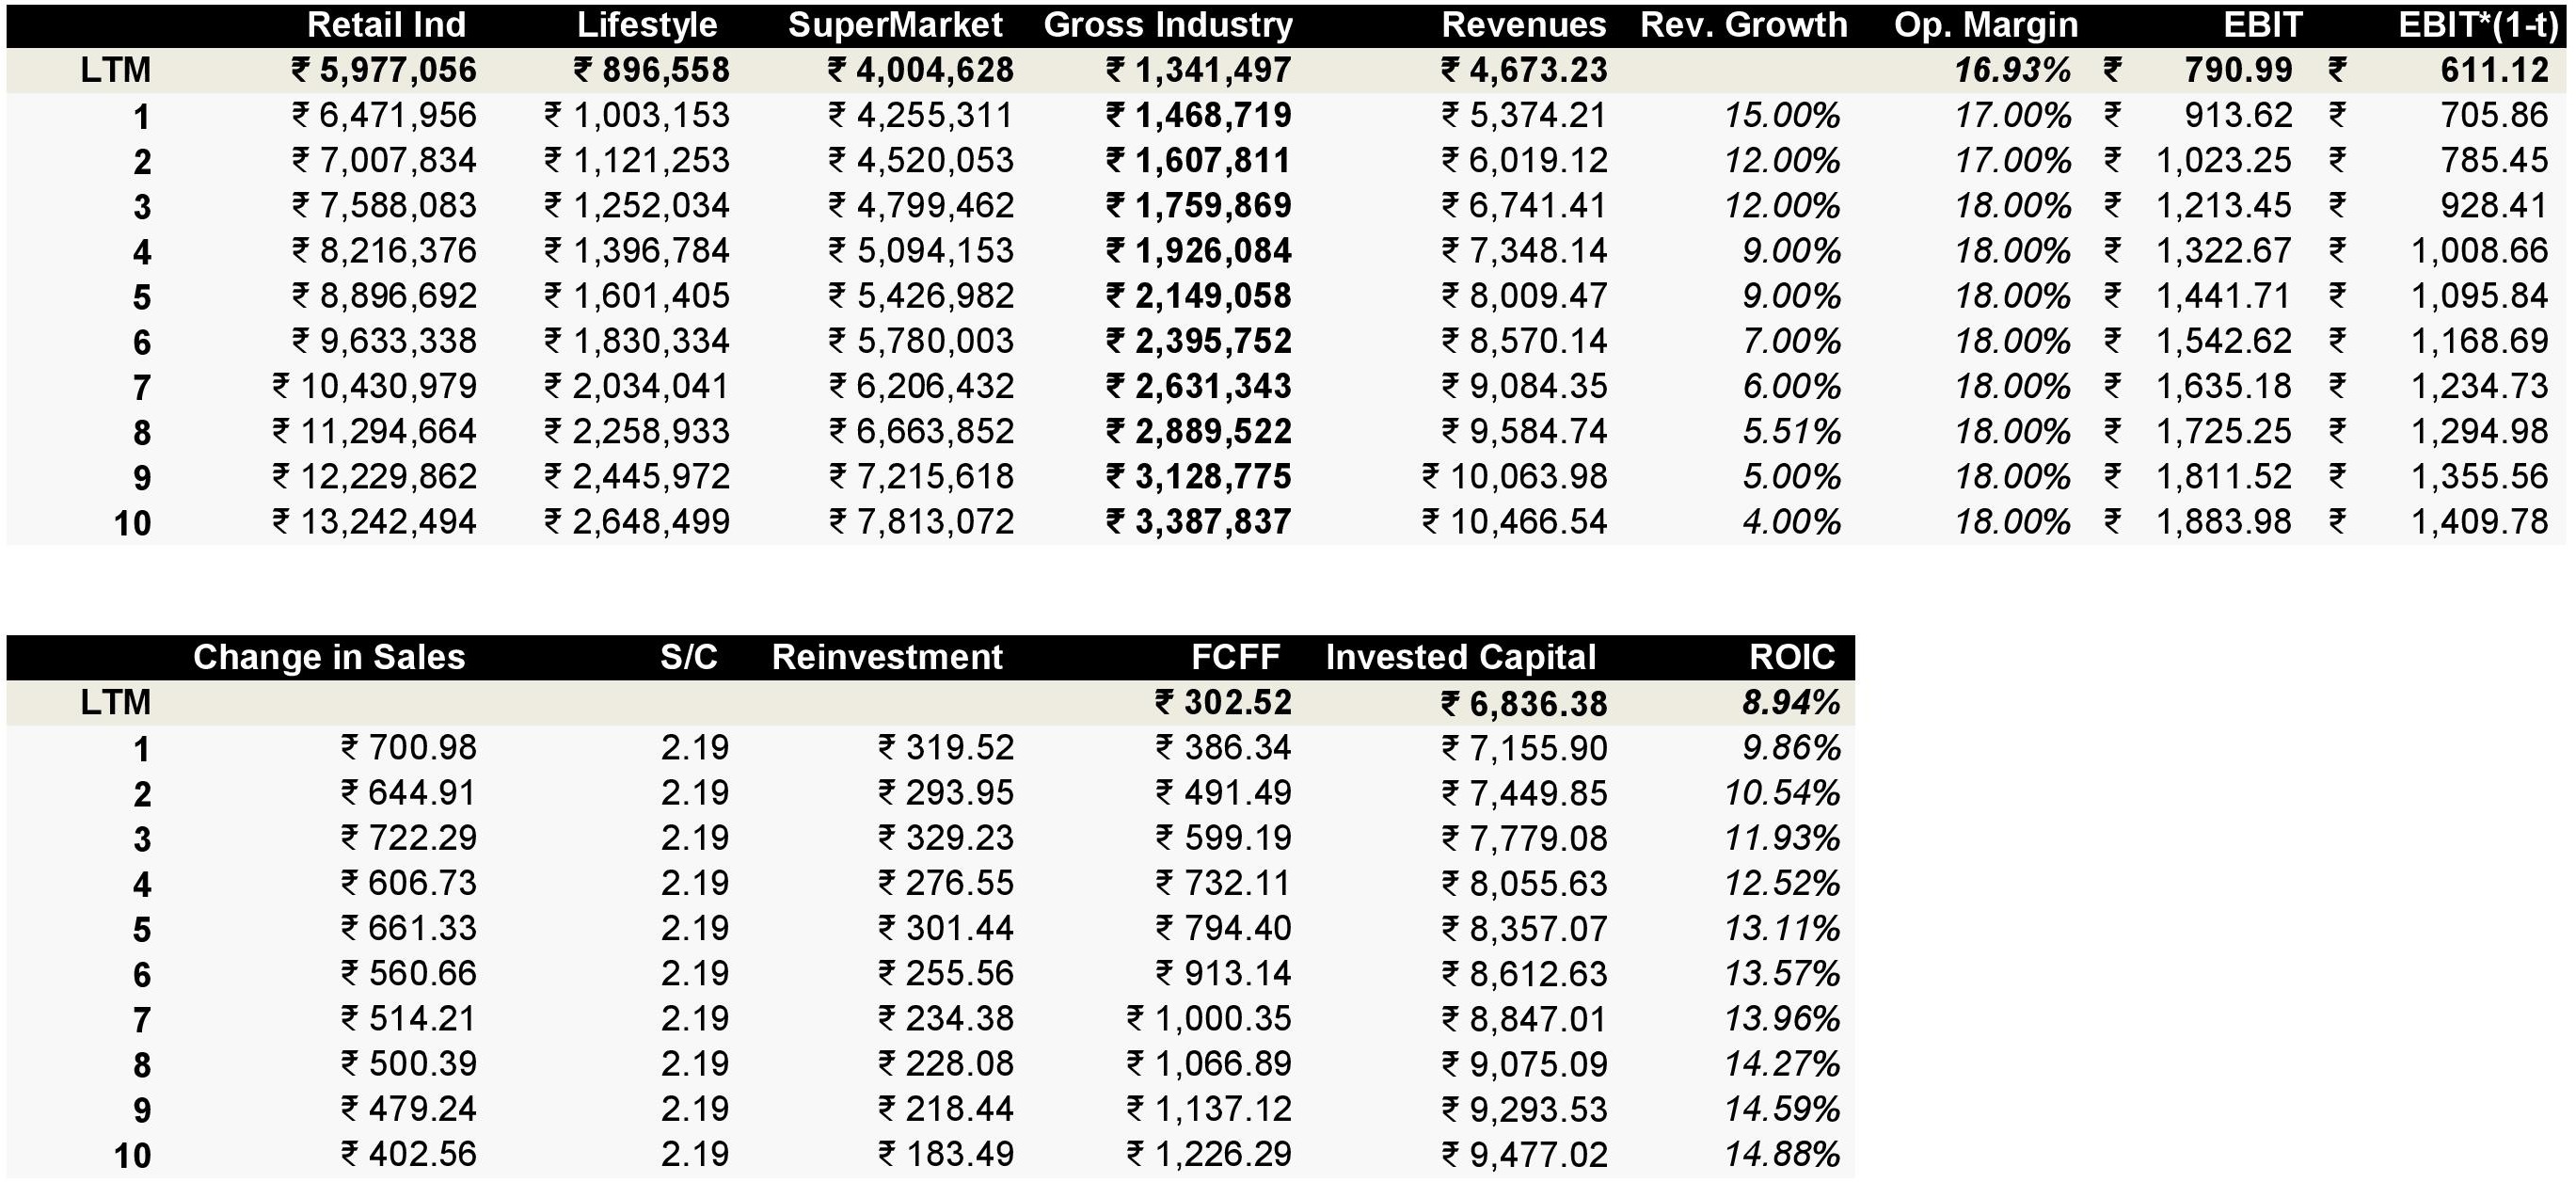 Retail Ind Lifestyle SuperMarket Gross Industry Revenues Rev. Growth Op. Margin EBIT EBIT*(1-t)
LTM ₹ 5,977,056 ₹ 896,558 ₹ 4,004,628 ₹ 1,341,497 ₹ 4,673.23 16.93% ₹ 790.99 ₹ 611.12
1 ₹ 6,471,956 ₹ 1,003,153 ₹ 4,255,311 ₹ 1,468,719 ₹ 5,374.21 15.00% 17.00% ₹ 913.62 ₹ 705.86
2 ₹ 7,007,834 ₹ 1,121,253 ₹ 4,520,053 ₹ 1,607,811 ₹ 6,019.12 12.00% 17.00% ₹ 1,023.25 ₹ 785.45
3 ₹ 7,588,083 ₹ 1,252,034 ₹ 4,799,462 ₹ 1,759,869 ₹ 6,741.41 12.00% 18.00% ₹ 1,213.45 ₹ 928.41
4 ₹ 8,216,376 ₹ 1,396,784 ₹ 5,094,153 ₹ 1,926,084 ₹ 7,348.14 9.00% 18.00% ₹ 1,322.67 ₹ 1,008.66
5 ₹ 8,896,692 ₹ 1,601,405 ₹ 5,426,982 ₹ 2,149,058 ₹ 8,009.47 9.00% 18.00% ₹ 1,441.71 ₹ 1,095.84
6 ₹ 9,633,338 ₹ 1,830,334 ₹ 5,780,003 ₹ 2,395,752 ₹ 8,570.14 7.00% 18.00% ₹ 1,542.62 ₹ 1,168.69
7 ₹ 10,430,979 ₹ 2,034,041 ₹ 6,206,432 ₹ 2,631,343 ₹ 9,084.35 6.00% 18.00% ₹ 1,635.18 ₹ 1,234.73
8 ₹ 11,294,664 ₹ 2,258,933 ₹ 6,663,852 ₹ 2,889,522 ₹ 9,584.74 5.51% 18.00% ₹ 1,725.25 ₹ 1,294.98
9 ₹ 12,229,862 ₹ 2,445,972 ₹ 7,215,618 ₹ 3,128,775 ₹ 10,063.98 5.00% 18.00% ₹ 1,811.52 ₹ 1,355.56
10 ₹ 13,242,494 ₹ 2,648,499 ₹ 7,813,072 ₹ 3,387,837 ₹ 10,466.54 4.00% 18.00% ₹ 1,883.98 ₹ 1,409.78
Change in Sales S/C Reinvestment FCFF Invested Capital ROIC
LTM ₹ 302.52 ₹ 6,836.38 8.94%
1 ₹ 700.98 2.19 ₹ 319.52 ₹ 386.34 ₹ 7,155.90 9.86%
2 ₹ 644.91 2.19 ₹ 293.95 ₹ 491.49 ₹ 7,449.85 10.54%
3 ₹ 722.29 2.19 ₹ 329.23 ₹ 599.19 ₹ 7,779.08 11.93%
4 ₹ 606.73 2.19 ₹ 276.55 ₹ 732.11 ₹ 8,055.63 12.52%
5 ₹ 661.33 2.19 ₹ 301.44 ₹ 794.40 ₹ 8,357.07 13.11%
6 ₹ 560.66 2.19 ₹ 255.56 ₹ 913.14 ₹ 8,612.63 13.57%
7 ₹ 514.21 2.19 ₹ 234.38 ₹ 1,000.35 ₹ 8,847.01 13.96%
8 ₹ 500.39 2.19 ₹ 228.08 ₹ 1,066.89 ₹ 9,075.09 14.27%
9 ₹ 479.24 2.19 ₹ 218.44 ₹ 1,137.12 ₹ 9,293.53 14.59%
10 ₹ 402.56 2.19 ₹ 183.49 ₹ 1,226.29 ₹ 9,477.02 14.88%